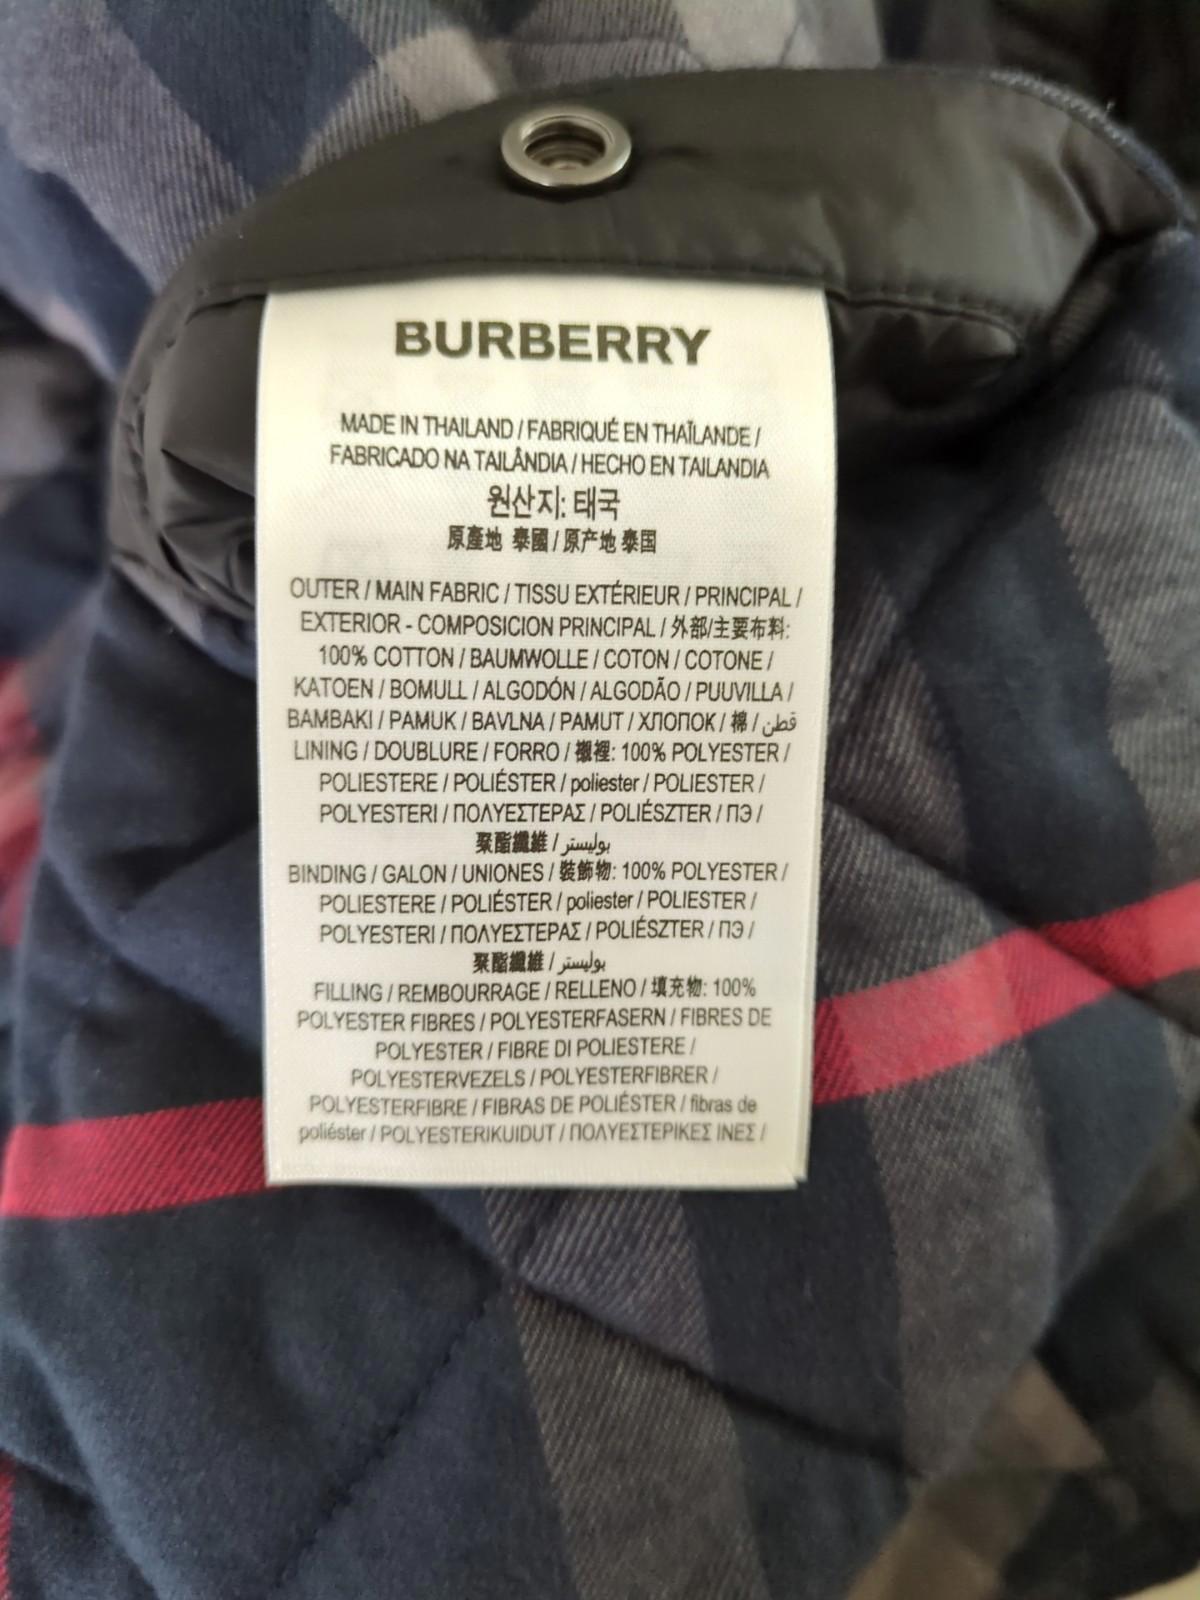 BURBERRY
MADE IN THAILAND / FABRIQUÉ EN THAÏLANDE /
FABRICADO NA TAILÂNDIA / HECHO EN TAILANDIA
원산지: 태국
原產地 泰國 / 原产地 泰国
OUTER / MAIN FABRIC / TISSU EXTÉRIEUR / PRINCIPAL /
EXTERIOR - COMPOSICION PRINCIPAL / 外部/主要布料:
100% COTTON / BAUMWOLLE / COTON / COTONE /
KATOEN / BOMULL / ALGODÓN / ALGODÃO / PUUVILLA /
BAMBAKI / PAMUK / BAVLNA / PAMUT / ХЛОПОК / 棉 / قطن
LINING / DOUBLURE / FORRO / 襯裡: 100% POLYESTER /
POLIESTERE / POLIÉSTER / poliester / POLIESTER /
POLYESTERI / ΠΟΛΥΕΣΤΕΡΑΣ / POLIÉSZTER / ПЭ /
聚酯纖維 / بوليستر
BINDING / GALON / UNIONES / 裝飾物: 100% POLYESTER /
POLIESTERE / POLIÉSTER / poliester / POLIESTER /
POLYESTERI / ΠΟΛΥΕΣΤΕΡΑΣ / POLIÉSZTER / ПЭ /
聚酯纖維 / بوليستر
FILLING / REMBOURRAGE / RELLENO / 填充物: 100%
POLYESTER FIBRES / POLYESTERFASERN / FIBRES DE
POLYESTER / FIBRE DI POLIESTERE /
POLYESTERVEZELS / POLYESTERFIBRER /
POLYESTERFIBRE / FIBRAS DE POLIÉSTER / fibras de
poliéster / POLYESTERIKUIDUT / ΠΟΛΥΕΣΤΕΡΙΚΕΣ ΙΝΕΣ /